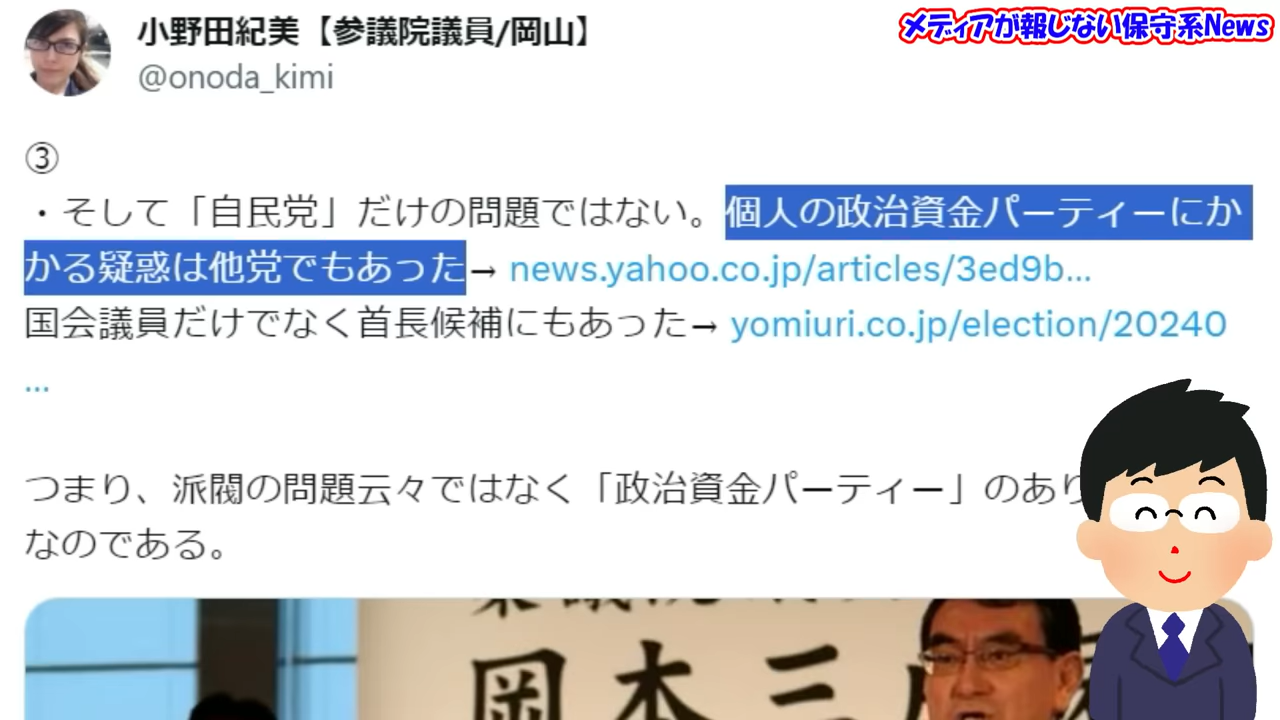 小野田紀美【参議院議員/岡山】
@onoda_kimi
メディアが報じない保守系News
③
・そして「自民党」だけの問題ではない。個人の政治資金パーティーにか
かる疑惑は他党でもあった→ news.yahoo.co.jp/articles/3ed9b...
国会議員だけでなく首長候補にもあった→ yomiuri.co.jp/election/20240
...
つまり、派閥の問題云々ではなく「政治資金パーティー」のあり
なのである。
岡本三